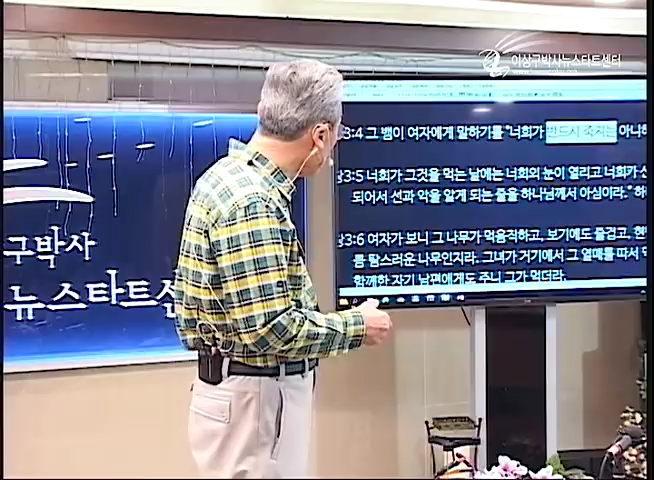 이상구박사뉴스타트센터
3:4 그 뱀이 여자에게 말하기를 "너희가 반드시 죽지는 아니
3:5 너희가 그것을 먹는 날에는 너희의 눈이 열리고 너희가 신
되어서 선과 악을 알게 되는 줄을 하나님께서 아심이라." 하
3:6 여자가 보니 그 나무가 먹음직하고, 보기에도 즐겁고, 현
롭게 할 만큼 탐스러운 나무인지라. 그녀가 거기서 그 열매를 따서
함께한 자기 남편에게도 주니 그가 먹더라.
구박사
뉴스타트센